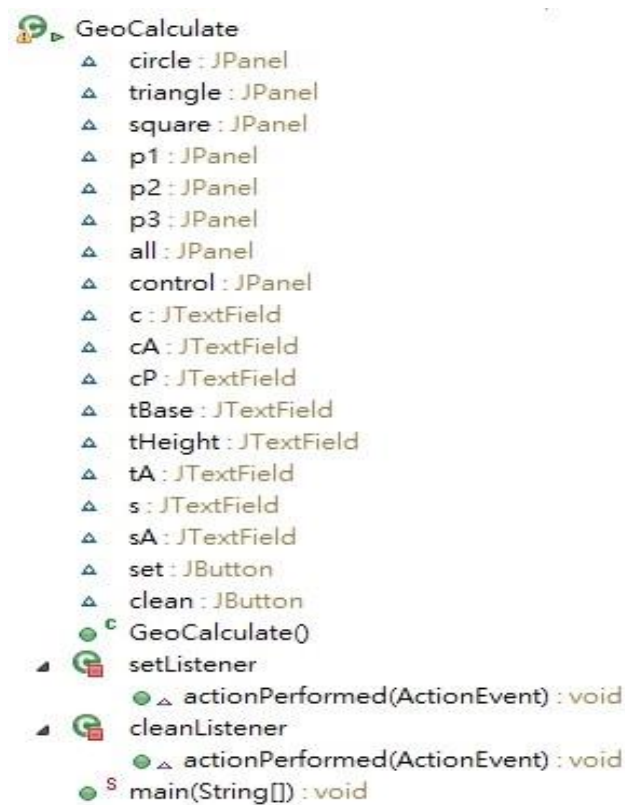 GeoCalculate
circle : JPanel
triangle : JPanel
square : JPanel
p1 : JPanel
p2 : JPanel
p3 : JPanel
all : JPanel
control : JPanel
c : JTextField
cA : JTextField
cP : JTextField
tBase : JTextField
tHeight : JTextField
tA : JTextField
s : JTextField
sA : JTextField
set : JButton
clean : JButton
C GeoCalculate()
setListener
actionPerformed(ActionEvent) : void
cleanListener
actionPerformed(ActionEvent) : void
S main(String[]) : void